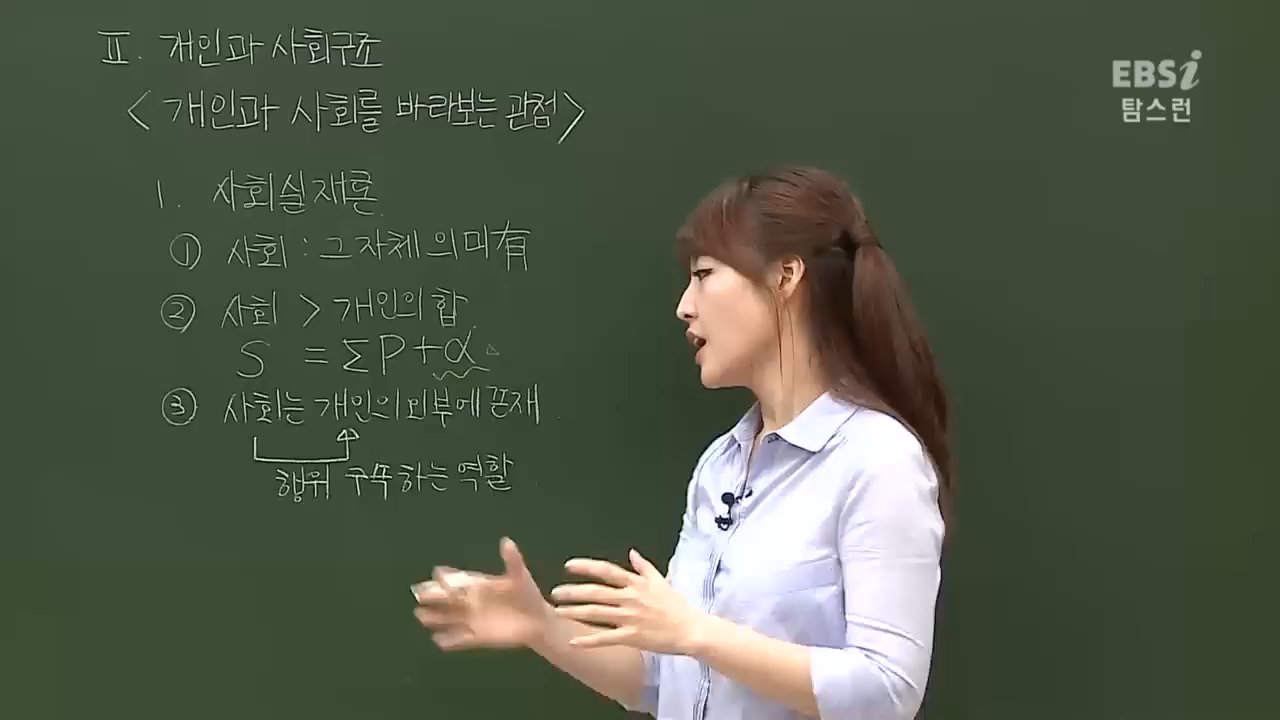 Ⅱ. 개인과 사회구조
< 개인과 사회를 바라보는 관점>
1. 사회실재론
① 사회 : 그자체 의미有
② 사회 > 개인의 합
S = ΣP+α
③ 사회는 개인의 외부에 존재
행위 구속하는 역할
EBSi
탐스런